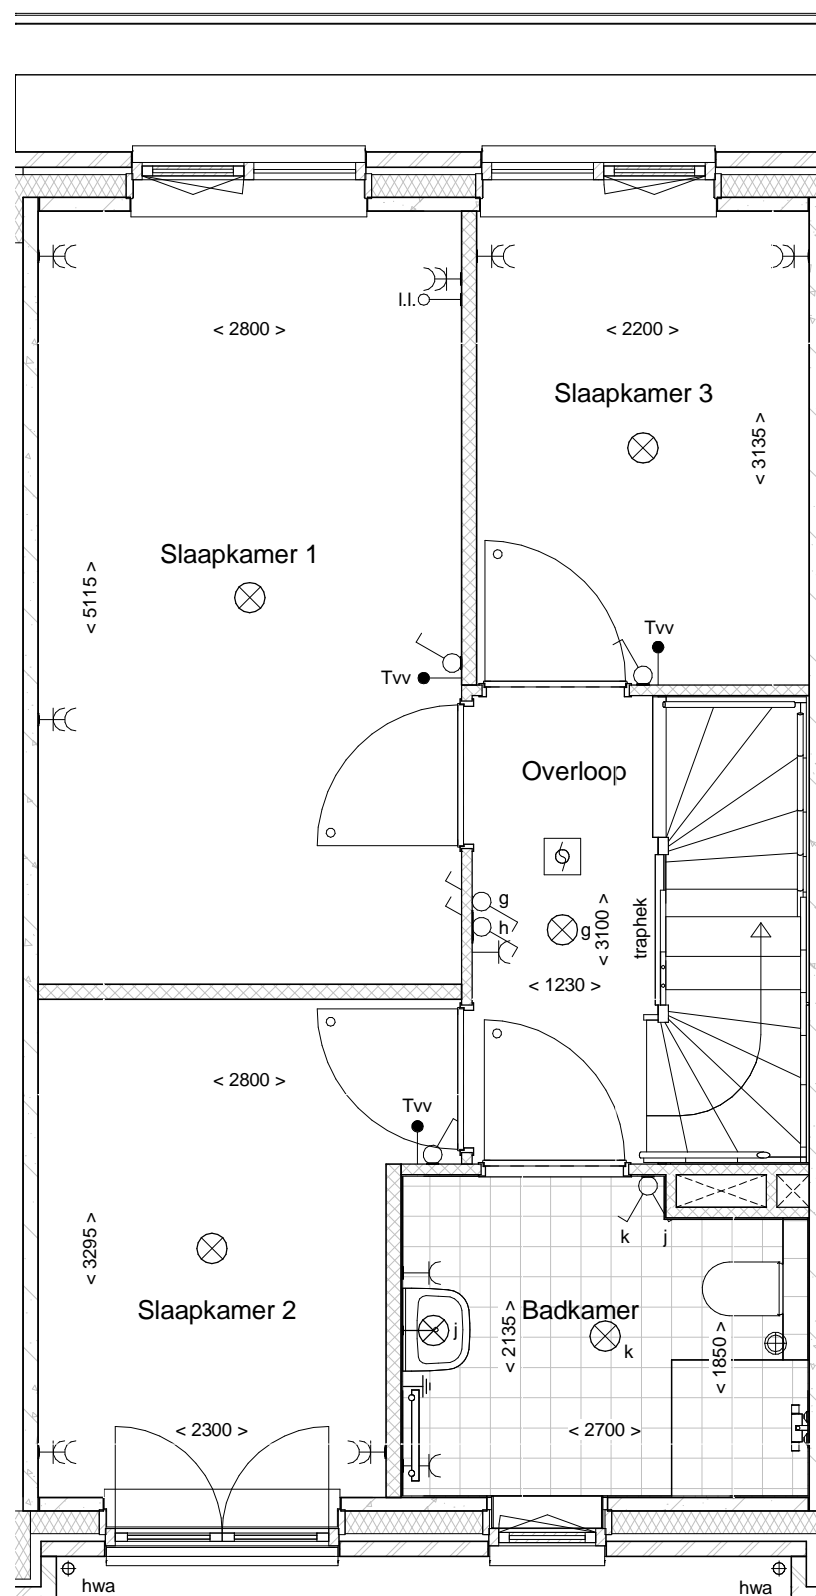 l.l.
< 2800 >
< 2200 >
Slaapkamer 3
< 3135 >
Slaapkamer 1
< 5115 >
Tvv
Tvv
Overloop
g
h
g
< 3100 >
traphek
< 1230 >
< 2800 >
Tvv
k
j
< 3295 >
Slaapkamer 2
j
< 2135 >
Badkamer
k
< 1850 >
< 2300 >
< 2700 >
hwa
hwa